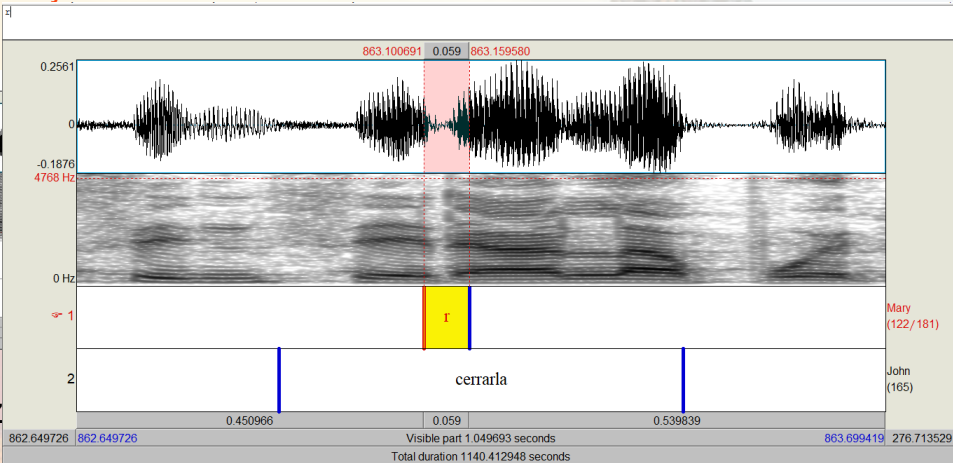 r
863.100691 0.059 863.159580
0.2561
0
-0.1876
4768 Hz
0 Hz
1 r Mary
(122/181)
2 cerrarla John
(165)
0.450966 0.059 0.539839
862.649726 862.649726 Visible part 1.049693 seconds 863.699419 276.713529
Total duration 1140.412948 seconds